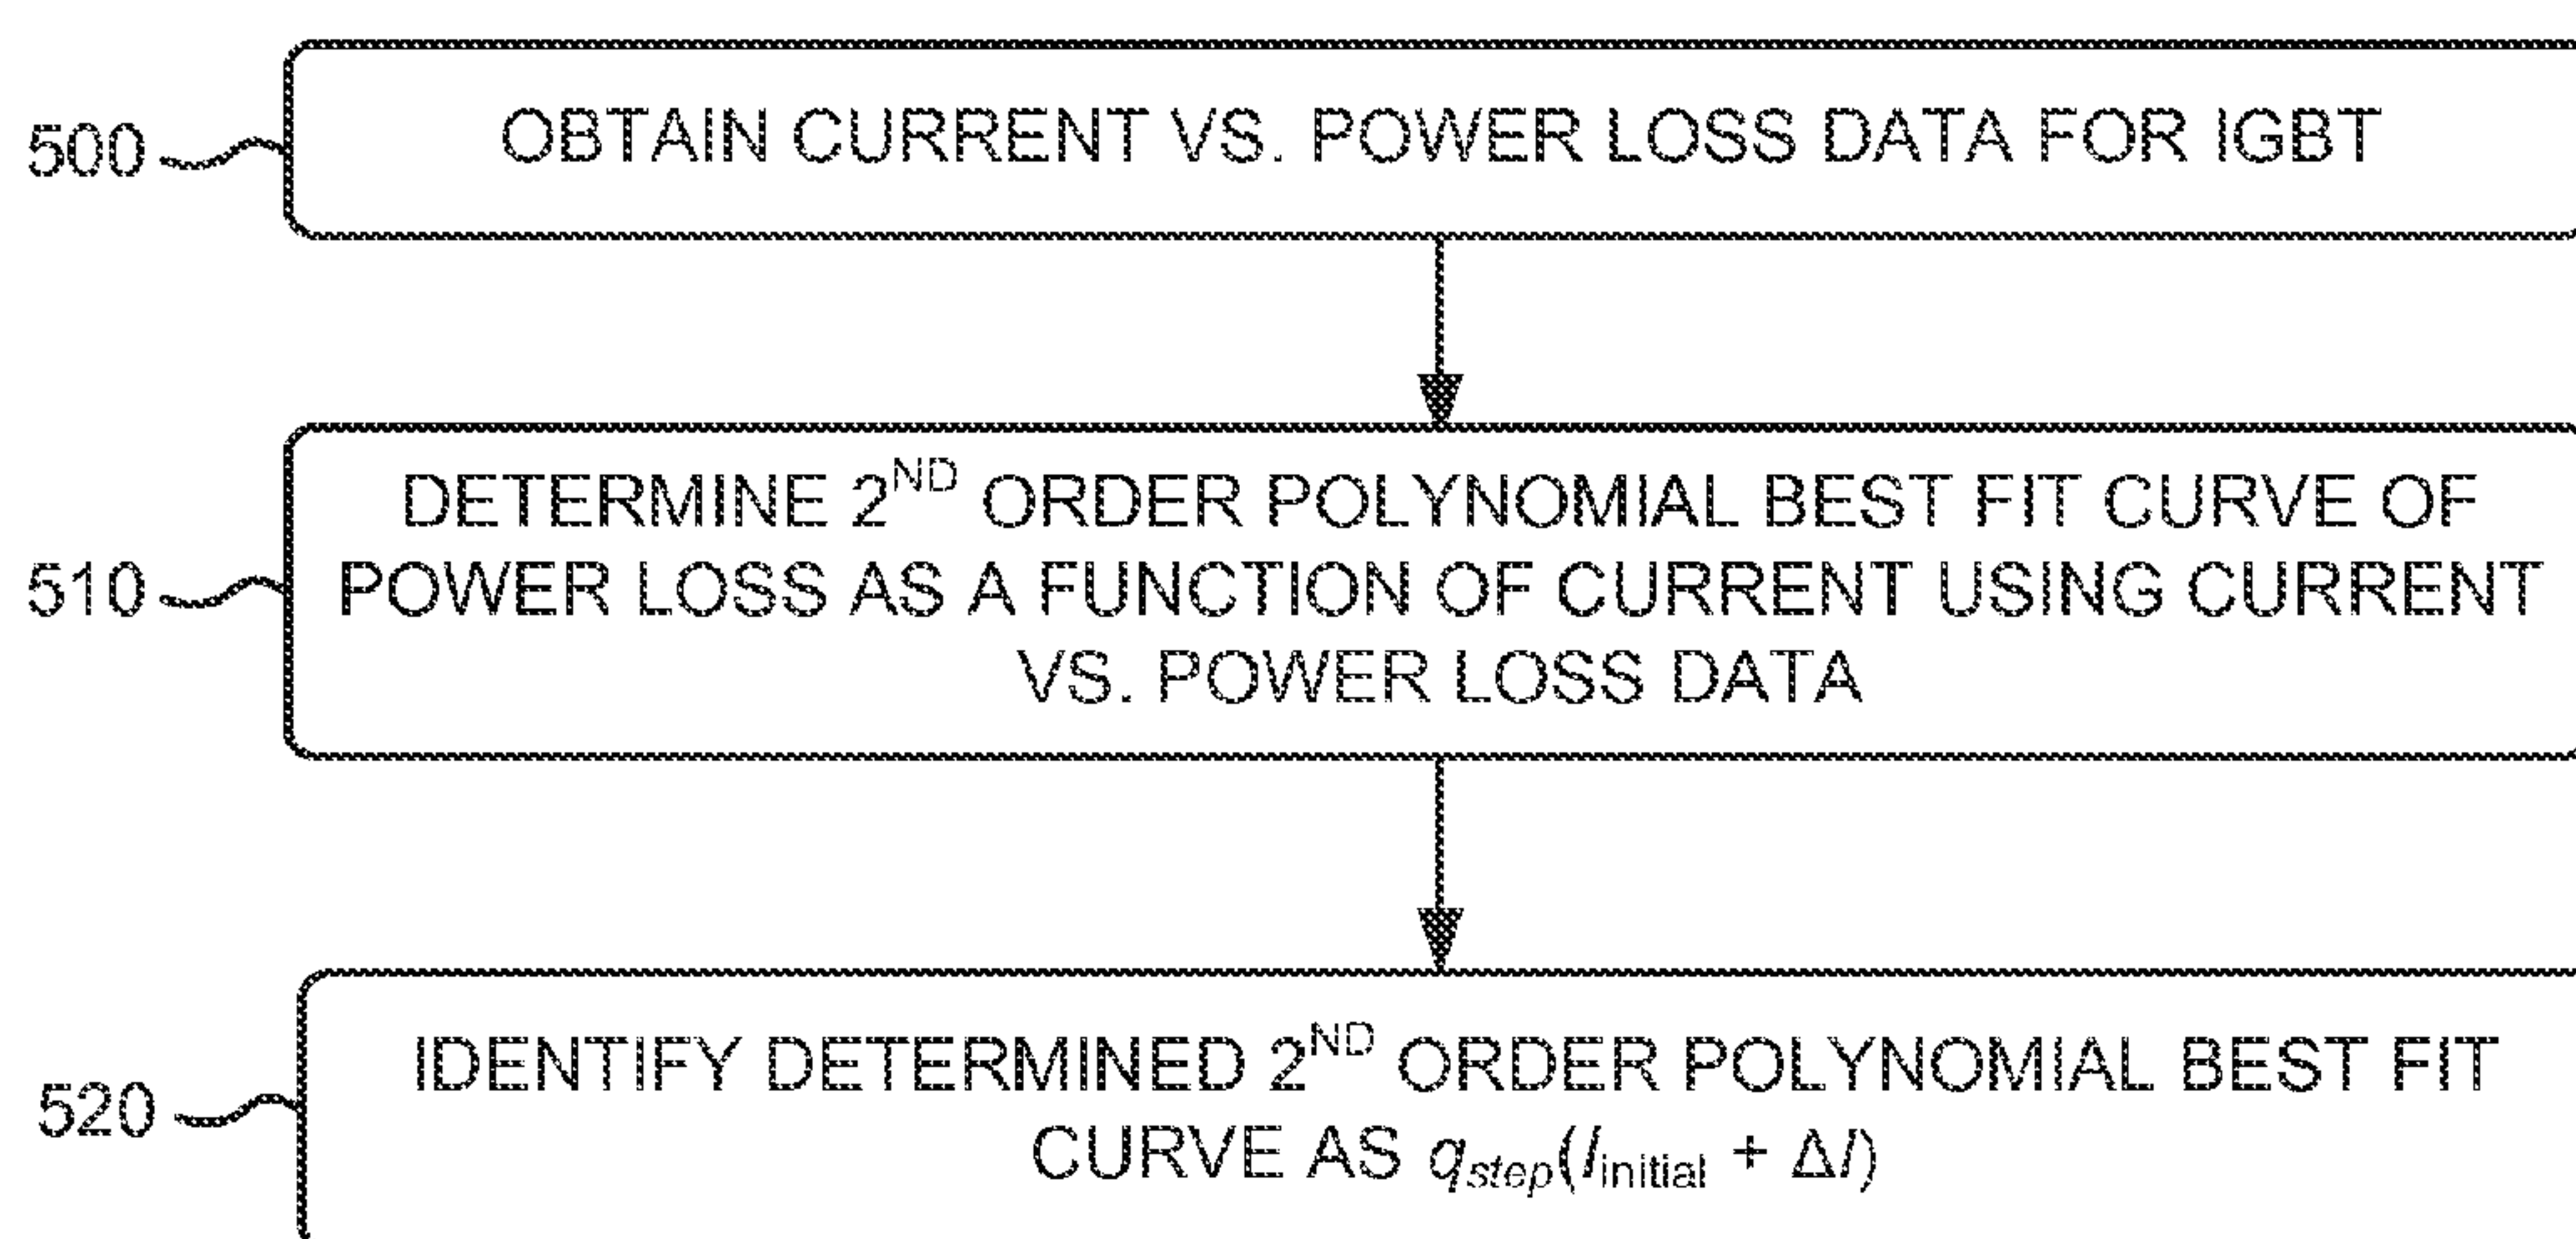 500
OBTAIN CURRENT VS. POWER LOSS DATA FOR IGBT
510
DETERMINE 2ND ORDER POLYNOMIAL BEST FIT CURVE OF
POWER LOSS AS A FUNCTION OF CURRENT USING CURRENT
VS. POWER LOSS DATA
520
IDENTIFY DETERMINED 2ND ORDER POLYNOMIAL BEST FIT
CURVE AS qstep(Iinitial + ΔI)